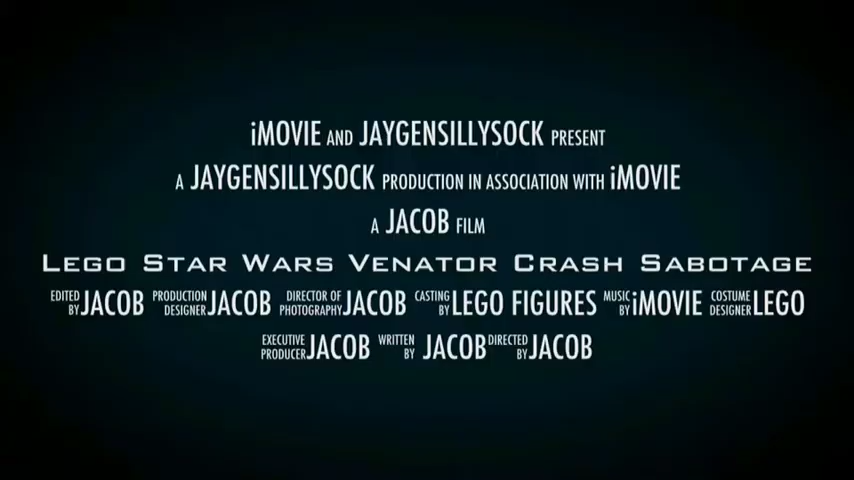 iMOVIE AND JAYGENSILLYSOCK PRESENT
A JAYGENSILLYSOCK PRODUCTION IN ASSOCIATION WITH iMOVIE
A JACOB FILM
LEGO STAR WARS VENATOR CRASH SABOTAGE
EDITED BY JACOB PRODUCTION DESIGNER JACOB DIRECTOR OF PHOTOGRAPHY JACOB CASTING BY LEGO FIGURES MUSIC BY iMOVIE COSTUME DESIGNER LEGO
EXECUTIVE PRODUCER JACOB WRITTEN BY JACOB DIRECTED BY JACOB